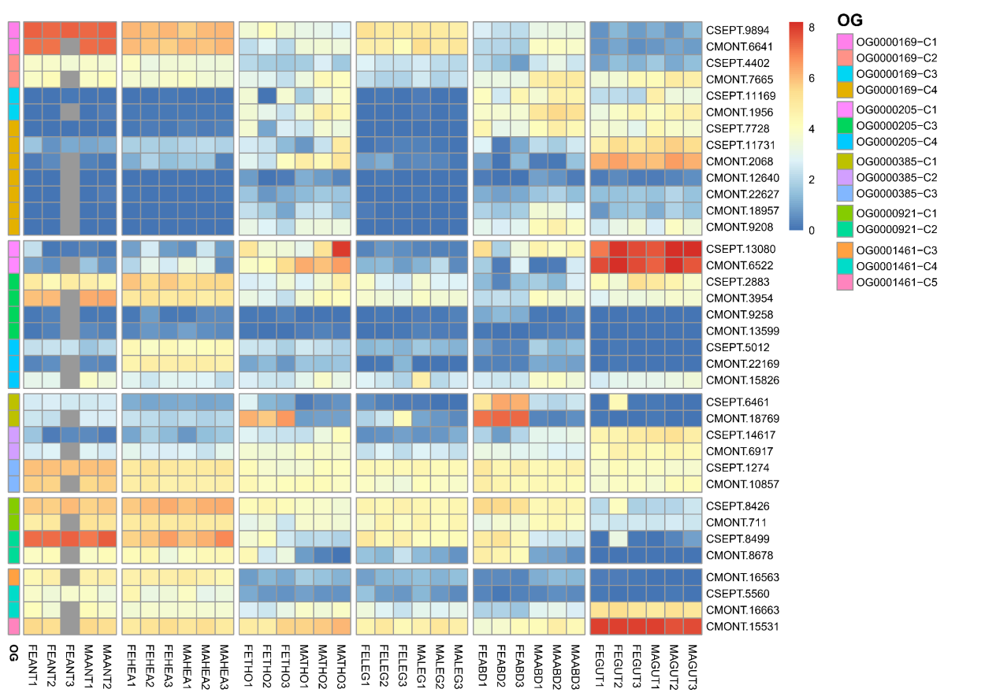 OG
8
6
4
2
0
OG0000169-C1
OG0000169-C2
OG0000169-C3
OG0000169-C4
OG0000205-C1
OG0000205-C3
OG0000205-C4
OG0000385-C1
OG0000385-C2
OG0000385-C3
OG0000921-C1
OG0000921-C2
OG0001461-C3
OG0001461-C4
OG0001461-C5
CSEPT.9894
CMONT.6641
CSEPT.4402
CMONT.7665
CSEPT.11169
CMONT.1956
CSEPT.7728
CSEPT.11731
CMONT.2068
CMONT.12640
CMONT.22627
CMONT.18957
CMONT.9208
CSEPT.13080
CMONT.6522
CSEPT.2883
CMONT.3954
CMONT.9258
CMONT.13599
CSEPT.5012
CMONT.22169
CMONT.15826
CSEPT.6461
CMONT.18769
CSEPT.14617
CMONT.6917
CSEPT.1274
CMONT.10857
CSEPT.8426
CMONT.711
CSEPT.8499
CMONT.8678
CMONT.16563
CSEPT.5560
CMONT.16663
CMONT.15531
OG
FEANT1
FEANT2
FEANT3
MAANT1
MAANT2
FEHEA1
FEHEA2
FEHEA3
MAHEA1
MAHEA2
MAHEA3
FETHO1
FETHO2
FETHO3
MATHO1
MATHO2
MATHO3
FELEG1
FELEG2
FELEG3
MALEG1
MALEG2
MALEG3
FEABD1
FEABD2
FEABD3
MAABD1
MAABD2
MAABD3
FEGUT1
FEGUT2
FEGUT3
MAGUT1
MAGUT2
MAGUT3